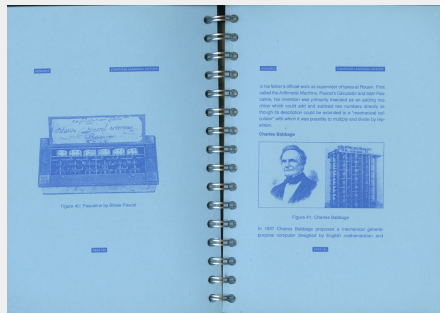 Figure 40, Pascaline by Blaise Pascal
in his father's official work as supervisor of taxes at Rouen. First
called the Arithmetic Machine, Pascal's Calculator and later Pas-
caline, his invention was primarily intended as an adding ma-
chine which could add and subtract two numbers directly al-
though its description could be extended to a "mechanical cal-
culator" with which it was possible to multiply and divide by rep-
etition.
Charles Babbage
Figure 41, Charles Babbage
In 1837 Charles Babbage proposed a mechanical general-
purpose computer designed by English mathematician and